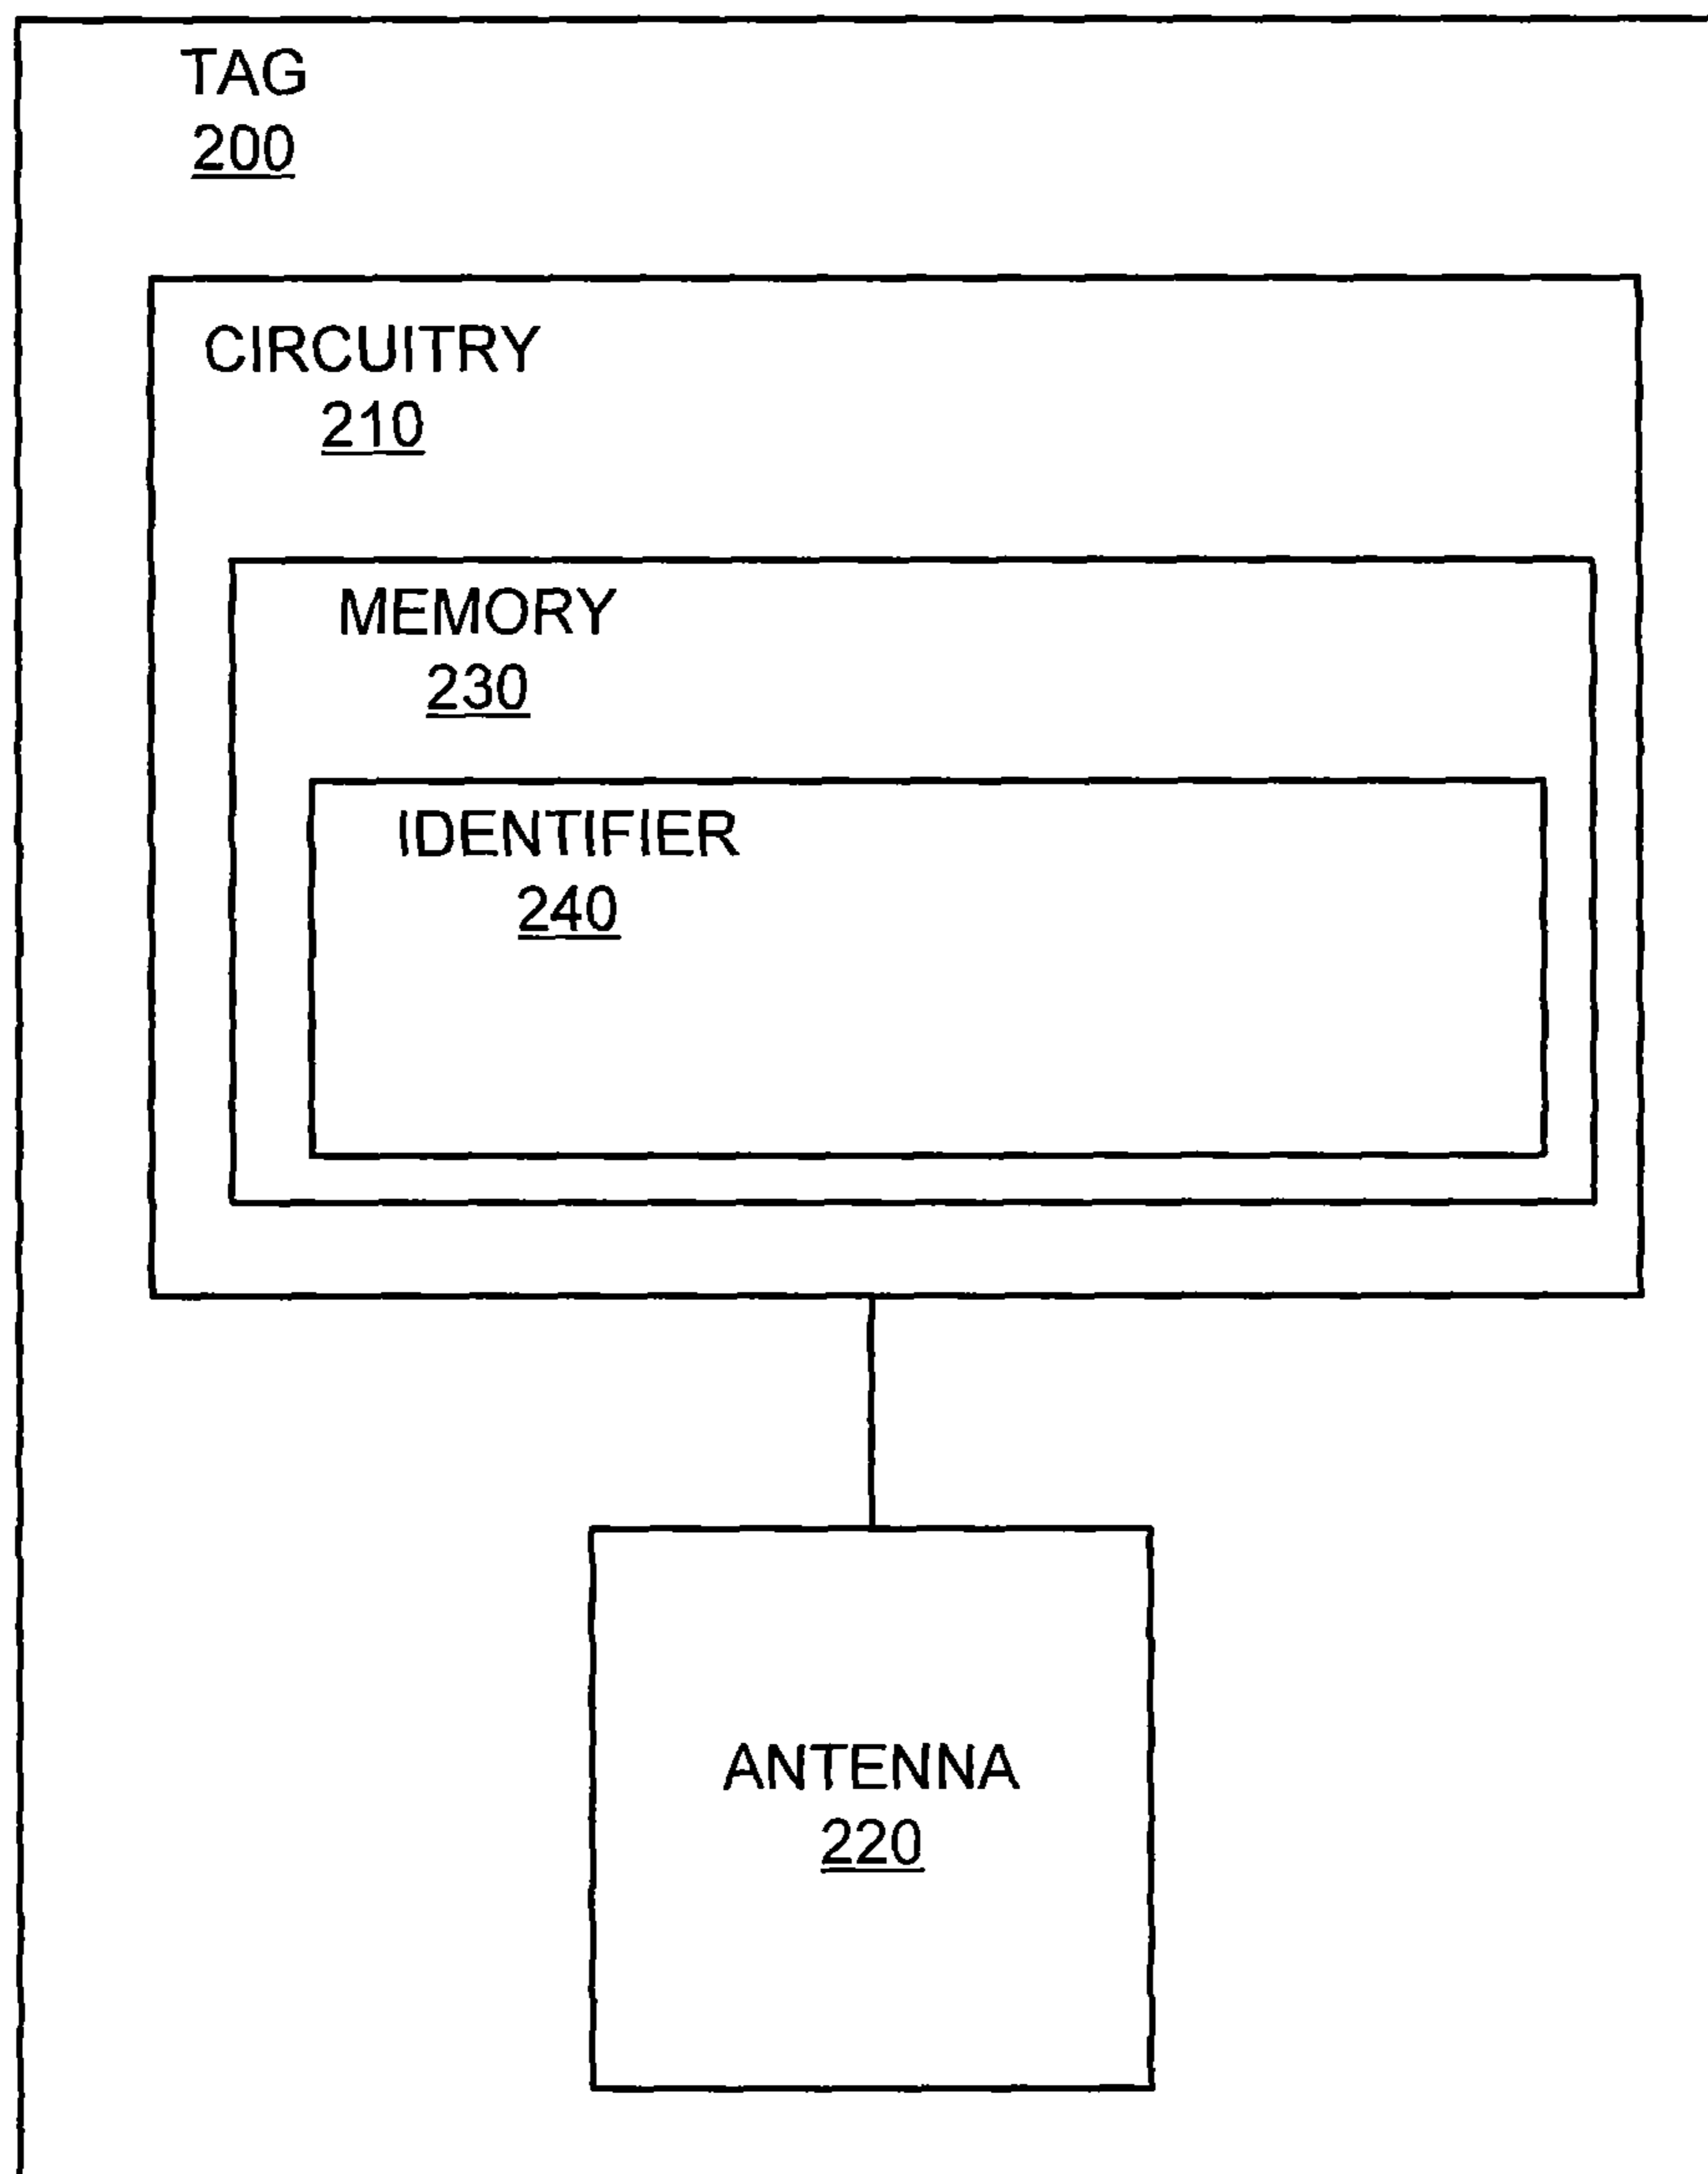 TAG
200
CIRCUITRY
210
MEMORY
230
IDENTIFIER
240
ANTENNA
220